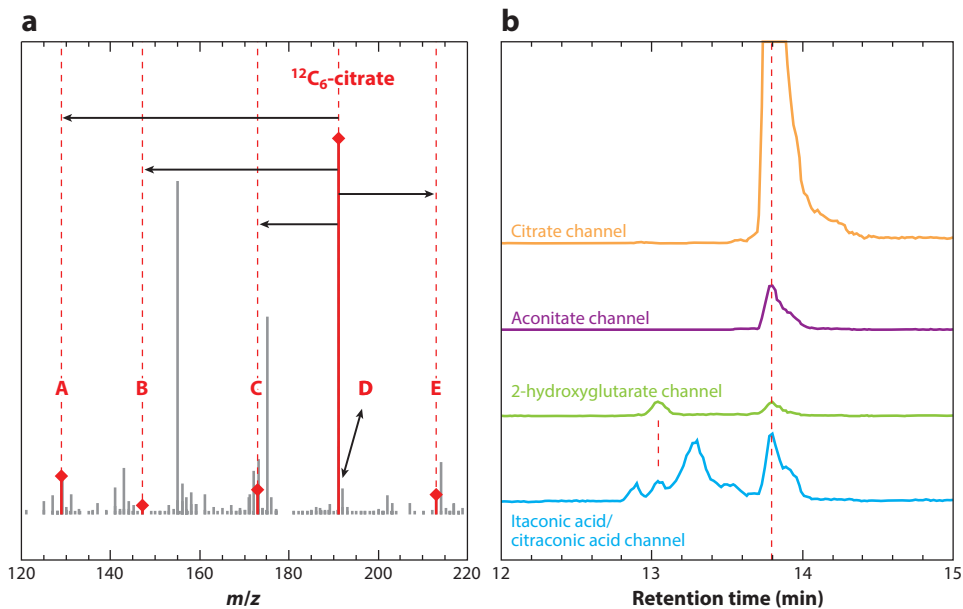 a
¹²C₆-citrate
A
B
C
D
E
120 140 160 180 200 220
m/z
b
Citrate channel
Aconitate channel
2-hydroxyglutarate channel
Itaconic acid/
citraconic acid channel
12 13 14 15
Retention time (min)